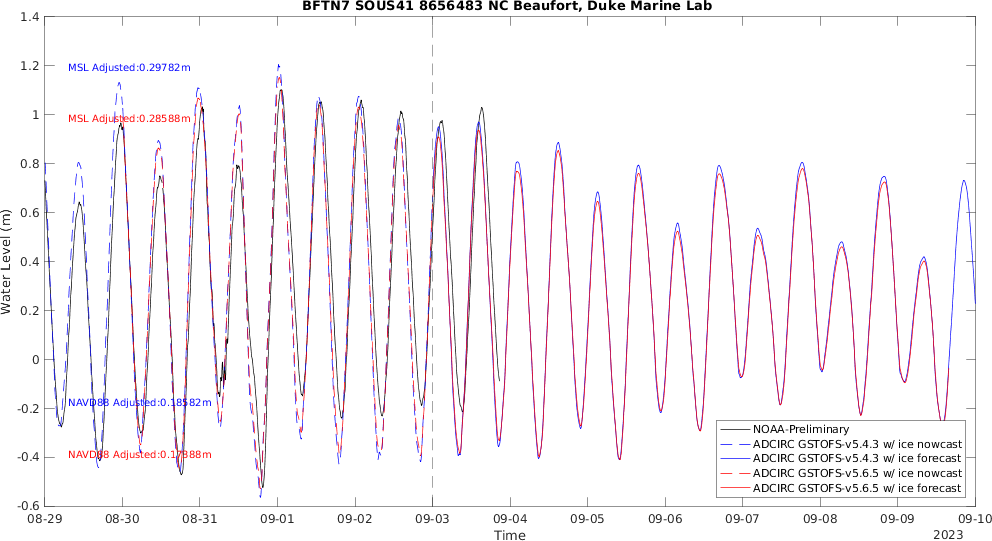 BFTN7 SOUS41 8656483 NC Beaufort, Duke Marine Lab
Water Level (m)
1.4
1.2
1
0.8
0.6
0.4
0.2
0
-0.2
-0.4
-0.6
MSL Adjusted:0.29782m
MSL Adjusted:0.28588m
NAVD88 Adjusted:0.18582m
NAVD88 Adjusted:0.17388m
NOAA-Preliminary
ADCIRC GSTOFS-v5.4.3 w/ ice nowcast
ADCIRC GSTOFS-v5.4.3 w/ ice forecast
ADCIRC GSTOFS-v5.6.5 w/ ice nowcast
ADCIRC GSTOFS-v5.6.5 w/ ice forecast
08-29 08-30 08-31 09-01 09-02 09-03 09-04 09-05 09-06 09-07 09-08 09-09 09-10
Time
2023